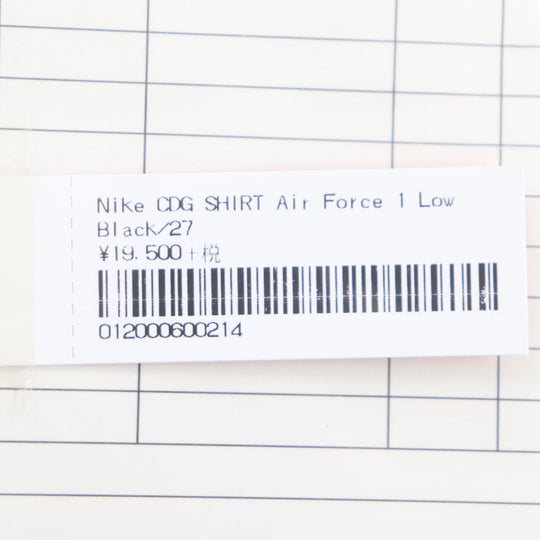 Nike CDG SHIRT Air Force 1 Low
Black/27
¥19,500+税
012000600214